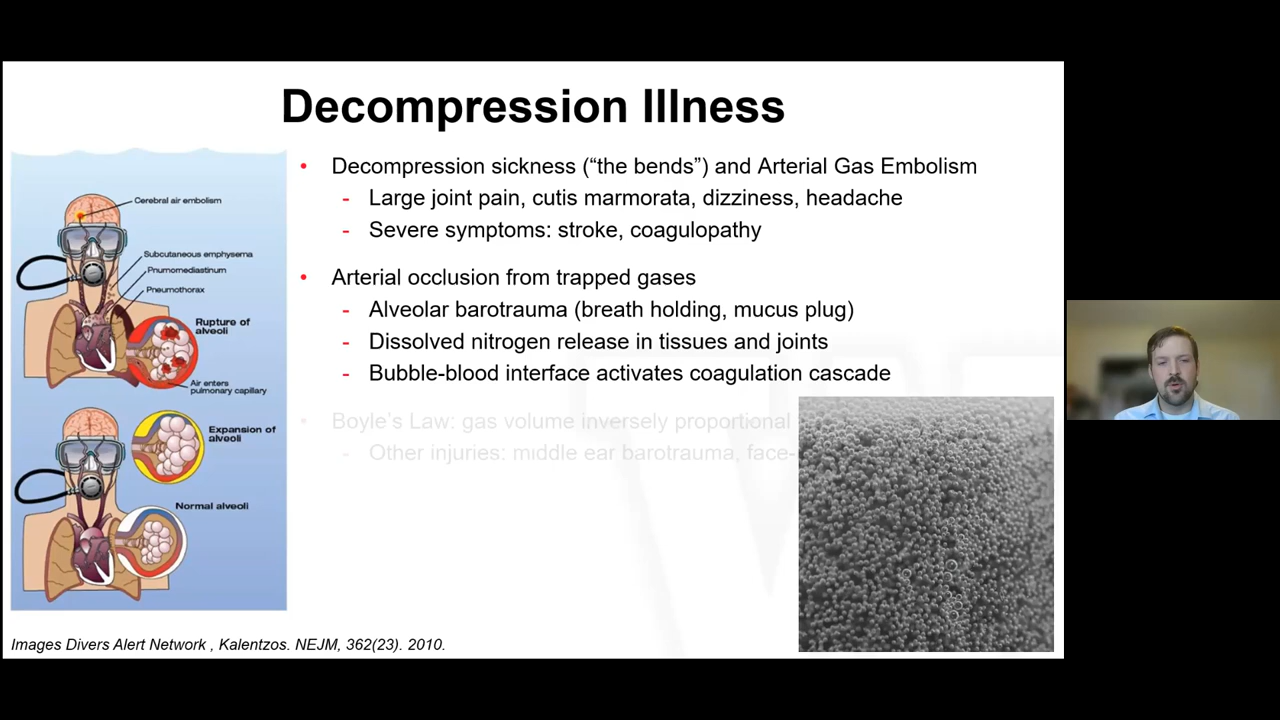 Decompression Illness
• Decompression sickness (“the bends”) and Arterial Gas Embolism
- Large joint pain, cutis marmorata, dizziness, headache
- Severe symptoms: stroke, coagulopathy
• Arterial occlusion from trapped gases
- Alveolar barotrauma (breath holding, mucus plug)
- Dissolved nitrogen release in tissues and joints
- Bubble-blood interface activates coagulation cascade
• Boyle’s Law: gas volume inversely proportional
- Other injuries: middle ear barotrauma, face-
Cerebral air embolism
Subcutaneous emphysema
Pnumomediastinum
Pneumothorax
Rupture of
alveoli
Air enters
pulmonary capillary
Expansion of
alveoli
Normal alveoli
Images Divers Alert Network , Kalentzos. NEJM, 362(23). 2010.